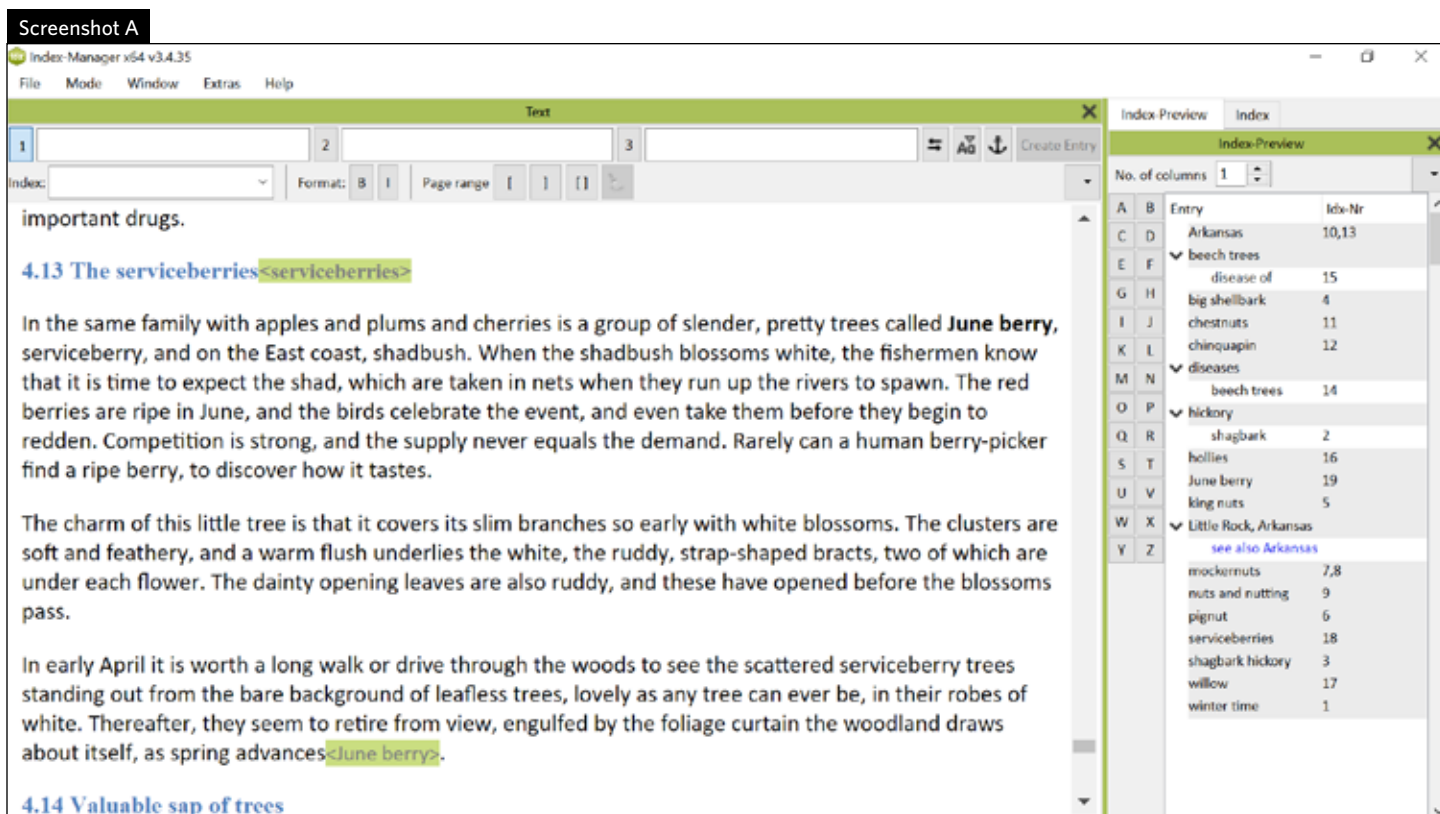 Screenshot A
Index-Manager x64 v3.4.35
File Mode Window Extras Help
Text
1 2 3 Create Entry
Index: Format: B I Page range [ ] [ ]
important drugs.
4.13 The serviceberries<serviceberries>
In the same family with apples and plums and cherries is a group of slender, pretty trees called June berry,
serviceberry, and on the East coast, shadbush. When the shadbush blossoms white, the fishermen know
that it is time to expect the shad, which are taken in nets when they run up the rivers to spawn. The red
berries are ripe in June, and the birds celebrate the event, and even take them before they begin to
redden. Competition is strong, and the supply never equals the demand. Rarely can a human berry-picker
find a ripe berry, to discover how it tastes.
The charm of this little tree is that it covers its slim branches so early with white blossoms. The clusters are
soft and feathery, and a warm flush underlies the white, the ruddy, strap-shaped bracts, two of which are
under each flower. The dainty opening leaves are also ruddy, and these have opened before the blossoms
pass.
In early April it is worth a long walk or drive through the woods to see the scattered serviceberry trees
standing out from the bare background of leafless trees, lovely as any tree can ever be, in their robes of
white. Thereafter, they seem to retire from view, engulfed by the foliage curtain the woodland draws
about itself, as spring advances<June berry>.
4.14 Valuable sap of trees
Index-Preview Index
Index-Preview
No. of columns 1
A B
C D
E F
G H
I J
K L
M N
O P
Q R
S T
U V
W X
Y Z
Entry Idx-Nr
Arkansas 10,13
beech trees
disease of 15
big shellbark 4
chestnuts 11
chinquapin 12
diseases
beech trees 14
hickory
shagbark 2
hollies 16
June berry 19
king nuts 5
Little Rock, Arkansas
see also Arkansas
mockernuts 7,8
nuts and nutting 9
pignut 6
serviceberries 18
shagbark hickory 3
willow 17
winter time 1